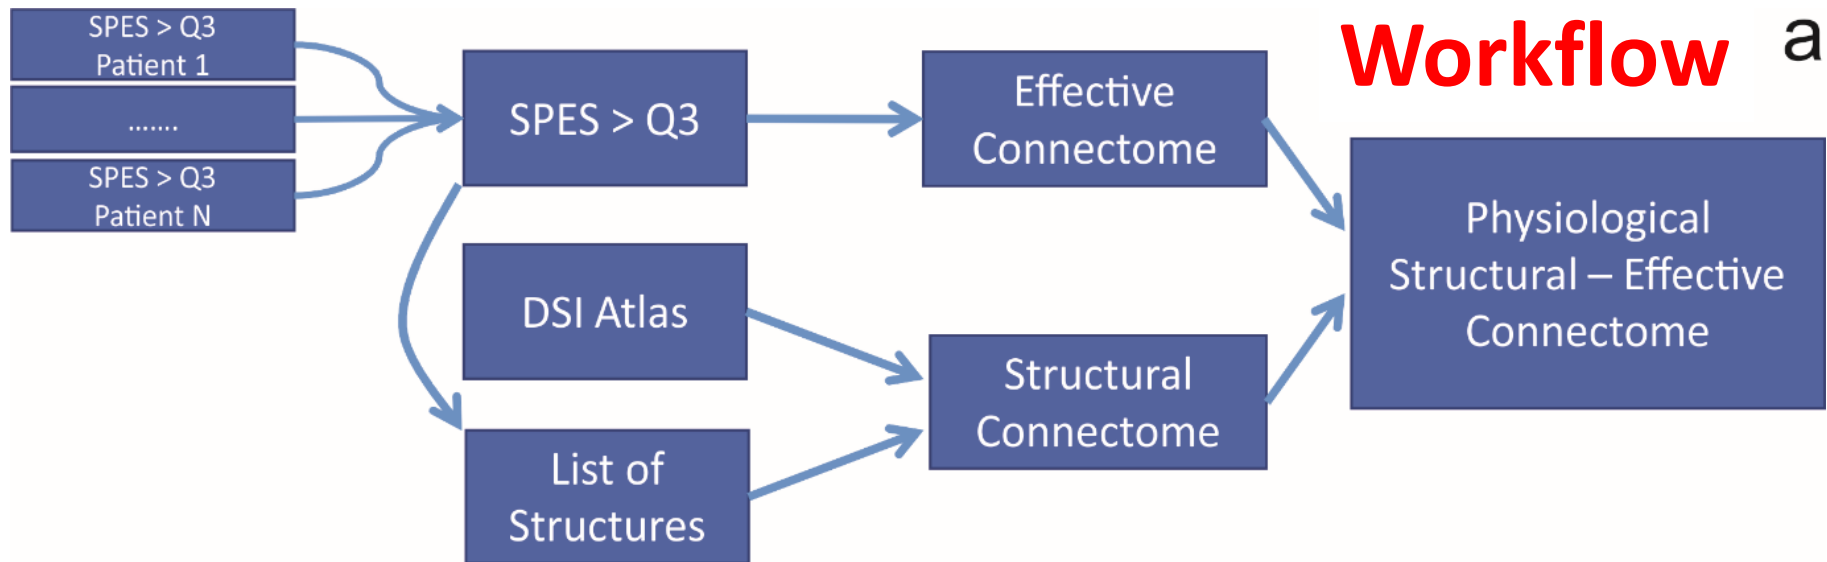 SPES > Q3
Patient 1
.......
SPES > Q3
Patient N
SPES > Q3
DSI Atlas
List of
Structures
Effective
Connectome
Structural
Connectome
Workflow
a
Physiological
Structural – Effective
Connectome